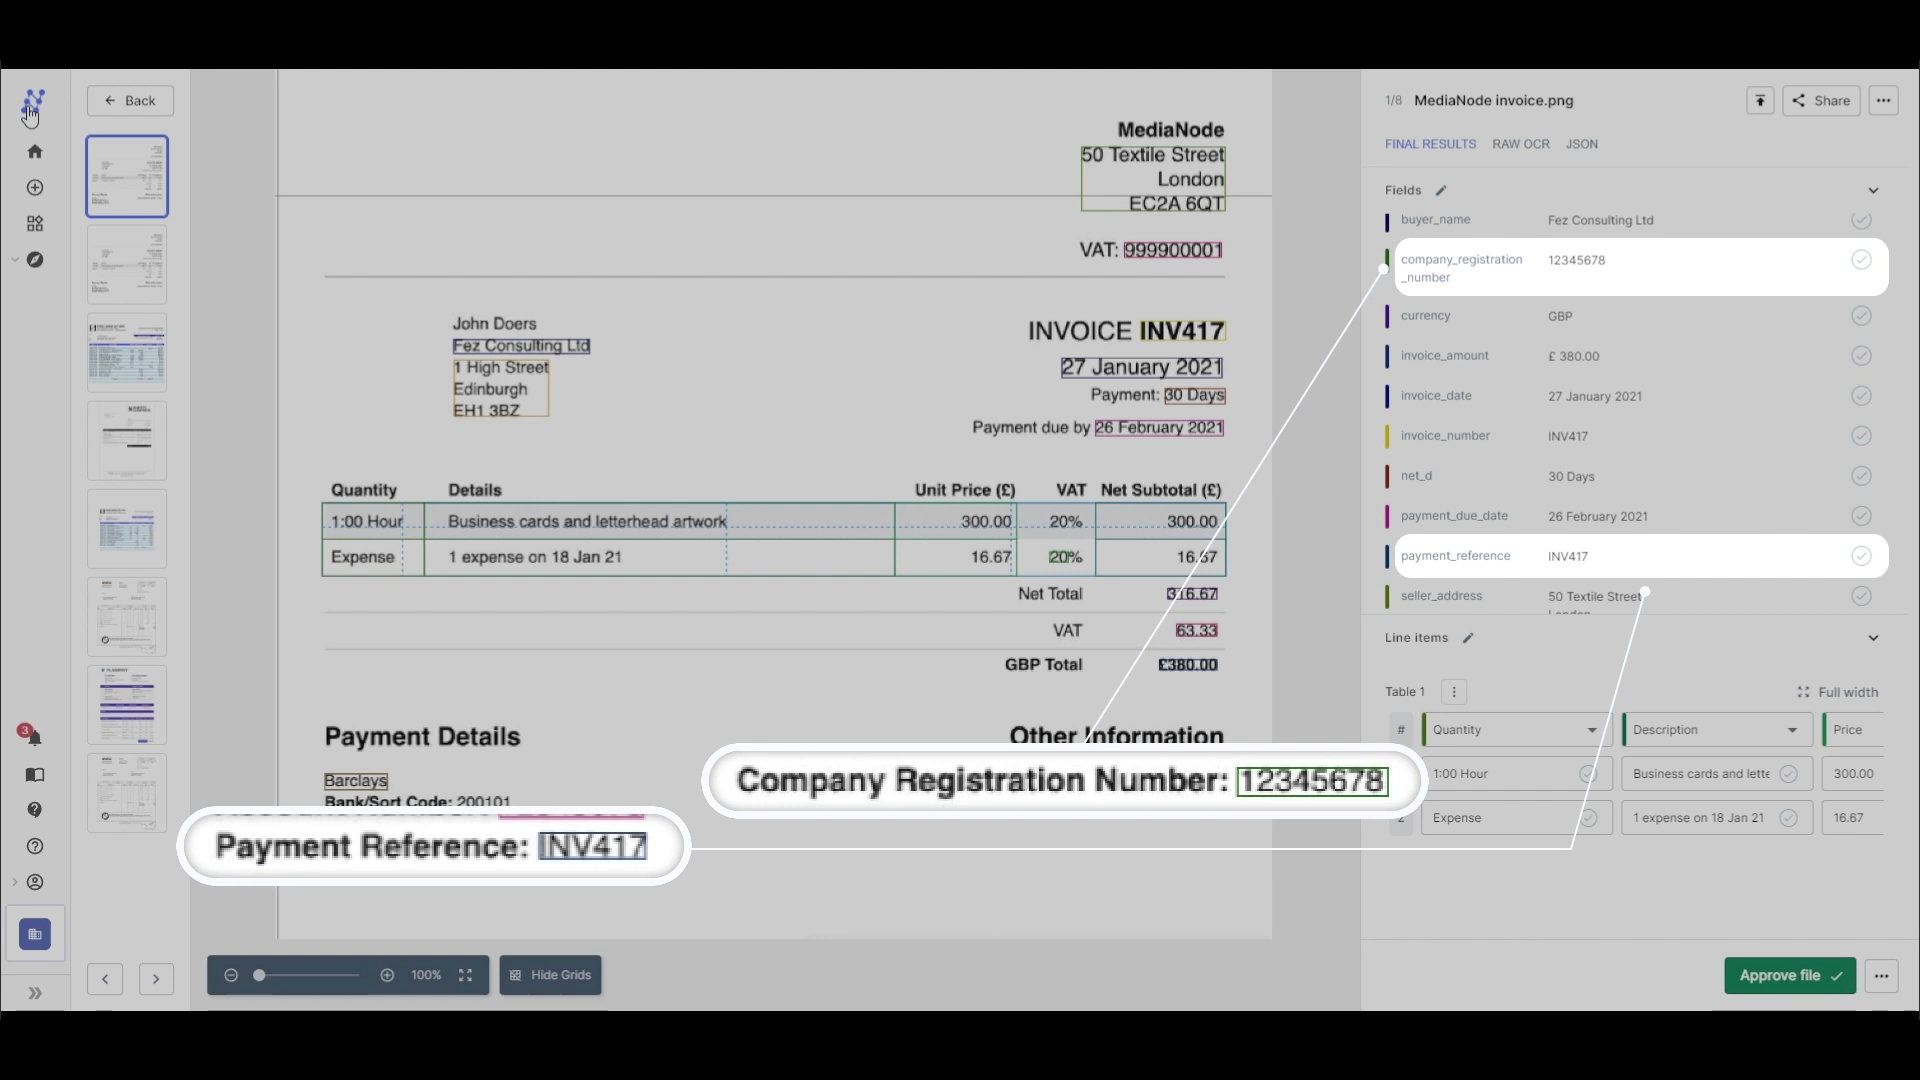 Back
MediaNode
50 Textile Street
London
EC2A 6QT
VAT: 999900001
John Doers
Fez Consulting Ltd
1 High Street
Edinburgh
EH1 3BZ
INVOICE INV417
27 January 2021
Payment: 30 Days
Payment due by 26 February 2021
Quantity Details Unit Price (£) VAT Net Subtotal (£)
1:00 Hour Business cards and letterhead artwork 300.00 20% 300.00
Expense 1 expense on 18 Jan 21 16.67 20% 16.67
Net Total 316.67
VAT 63.33
GBP Total £380.00
Payment Details
Other Information
Barclays
Bank/Sort Code: 200101
Company Registration Number: 12345678
Payment Reference: INV417
100%
Hide Grids
1/8 MediaNode invoice.png
Share
FINAL RESULTS RAW OCR JSON
Fields
buyer_name Fez Consulting Ltd
company_registration 12345678
_number
currency GBP
invoice_amount £ 380.00
invoice_date 27 January 2021
invoice_number INV417
net_d 30 Days
payment_due_date 26 February 2021
payment_reference INV417
seller_address 50 Textile Street
London
Line items
Table 1 Full width
# Quantity Description Price
1:00 Hour Business cards and lette 300.00
2 Expense 1 expense on 18 Jan 21 16.67
Approve file
3